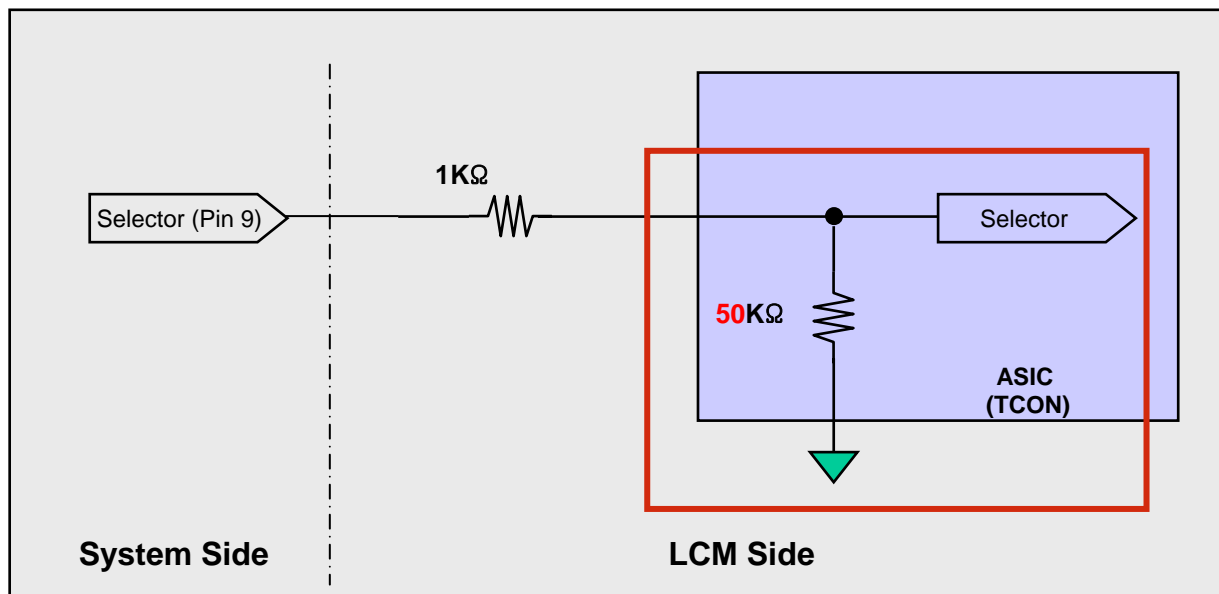 1KΩ
Selector (Pin 9)
Selector
50KΩ
ASIC
(TCON)
System Side
LCM Side